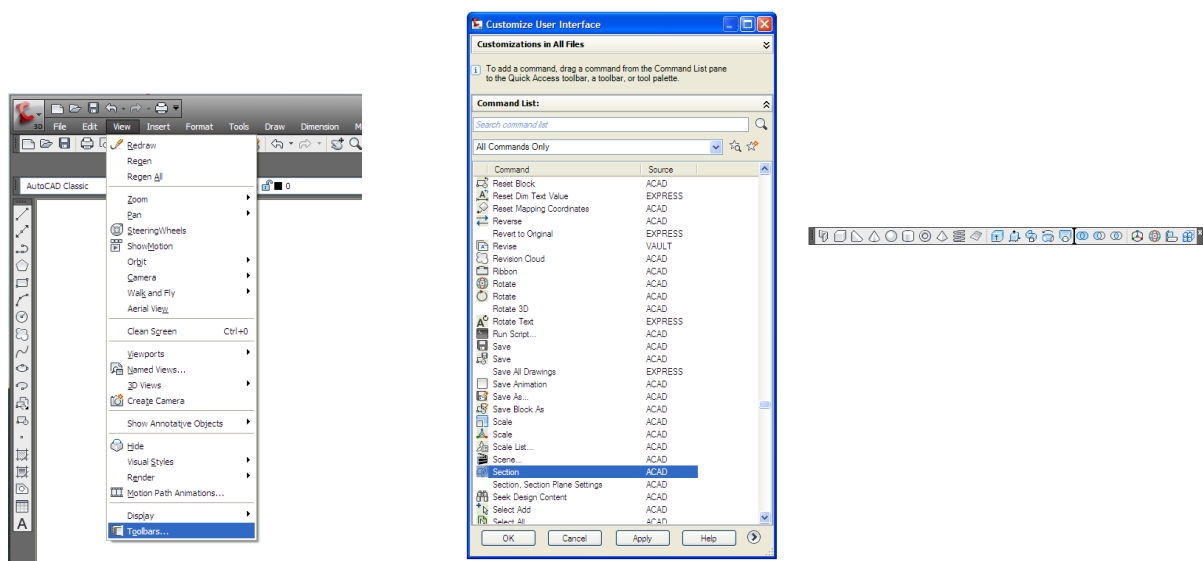 3D File Edit View Insert Format Tools Draw Dimension M
Redraw
Regen
Regen All
AutoCAD Classic
0
Zoom
Pan
SteeringWheels
ShowMotion
Orbit
Camera
Walk and Fly
Aerial View
Clean Screen Ctrl+0
Viewports
Named Views...
3D Views
Create Camera
Show Annotative Objects
Hide
Visual Styles
Render
Motion Path Animations...
Display
Toolbars...
A
Customize User Interface
Customizations in All Files
To add a command, drag a command from the Command List pane
to the Quick Access toolbar, a toolbar, or tool palette.
Command List:
Search command list
All Commands Only
Command Source
Reset Block ACAD
Reset Dim Text Value EXPRESS
Reset Mapping Coordinates ACAD
Reverse ACAD
Revert to Original EXPRESS
Revise VAULT
Revision Cloud ACAD
Ribbon ACAD
Rotate ACAD
Rotate ACAD
Rotate 3D ACAD
Rotate Text EXPRESS
Run Script... ACAD
Save ACAD
Save ACAD
Save All Drawings EXPRESS
Save Animation ACAD
Save As... ACAD
Save Block As ACAD
Scale ACAD
Scale ACAD
Scale List... ACAD
Scene... ACAD
Section ACAD
Section, Section Plane Settings ACAD
Seek Design Content ACAD
Select Add ACAD
Select All ACAD
OK Cancel Apply Help